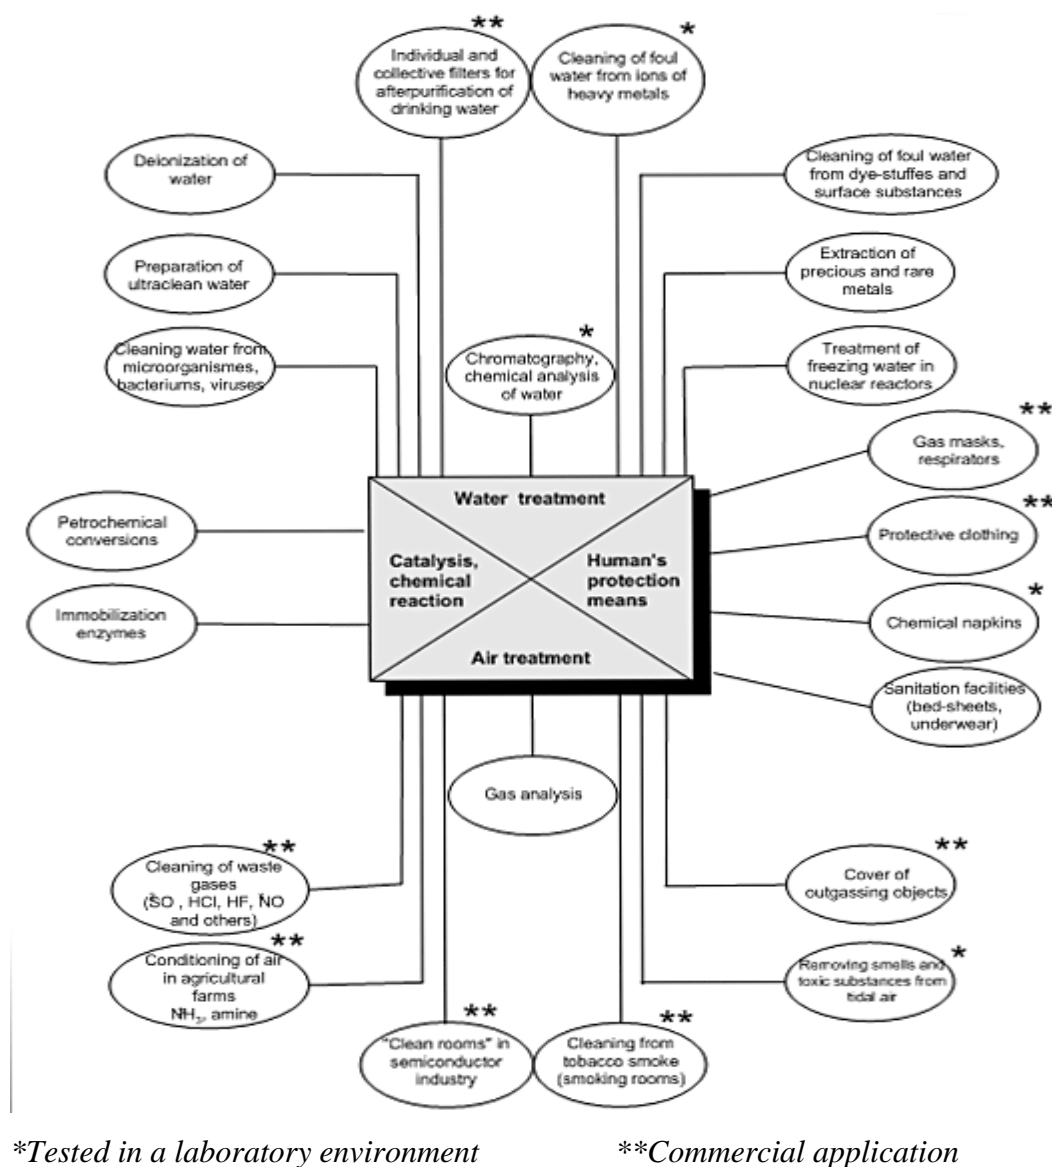 **
Individual and
collective filters for
afterpurification of
drinking water
*
Cleaning of foul
water from ions of
heavy metals
Deionization of
water
Cleaning of foul water
from dye-stuffes and
surface substances
Preparation of
ultraclean water
Extraction of
precious and rare
metals
Cleaning water from
microorganismes,
bacteriums, viruses
*
Chromatography,
chemical analysis
of water
Treatment of
freezing water in
nuclear reactors
**
Gas masks,
respirators
Water treatment
Petrochemical
conversions
Catalysis,
chemical
reaction
Human's
protection
means
**
Protective clothing
Immobilization
enzymes
*
Chemical napkins
Air treatment
Sanitation facilities
(bed-sheets,
underwear)
Gas analysis
**
Cleaning of waste
gases
(SO , HCl, HF, NO
and others)
**
Cover of
outgassing objects
**
Conditioning of air
in agricultural
farms
NH3, amine
*
Removing smells and
toxic substances from
tidal air
**
"Clean rooms" in
semiconductor
industry
**
Cleaning from
tobacco smoke
(smoking rooms)
*Tested in a laboratory environment **Commercial application